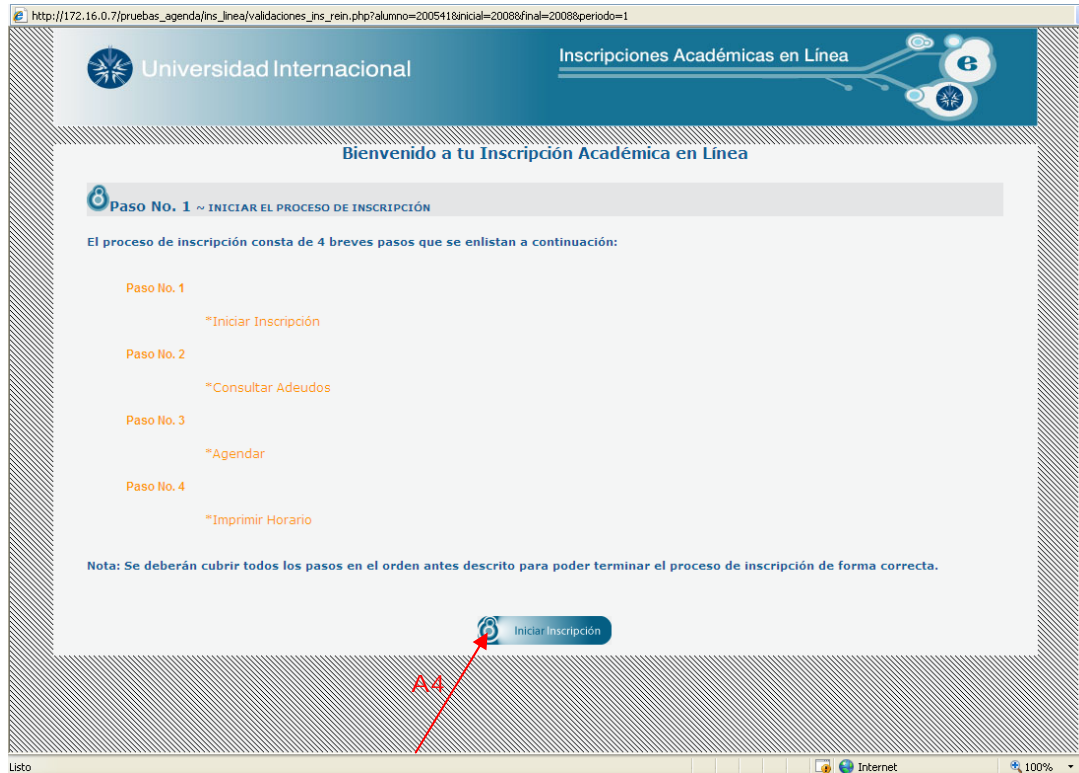 http://172.16.0.7/pruebas_agenda/ins_linea/validaciones_ins_rein.php?alumno=200541&inicial=2008&final=2008&periodo=1
Universidad Internacional
Inscripciones Académicas en Línea
e
Bienvenido a tu Inscripción Académica en Línea
Paso No. 1 ~ INICIAR EL PROCESO DE INSCRIPCIÓN
El proceso de inscripción consta de 4 breves pasos que se enlistan a continuación:
Paso No. 1
*Iniciar Inscripción
Paso No. 2
*Consultar Adeudos
Paso No. 3
*Agendar
Paso No. 4
*Imprimir Horario
Nota: Se deberán cubrir todos los pasos en el orden antes descrito para poder terminar el proceso de inscripción de forma correcta.
Iniciar Inscripción
A4
Listo
Internet
100%